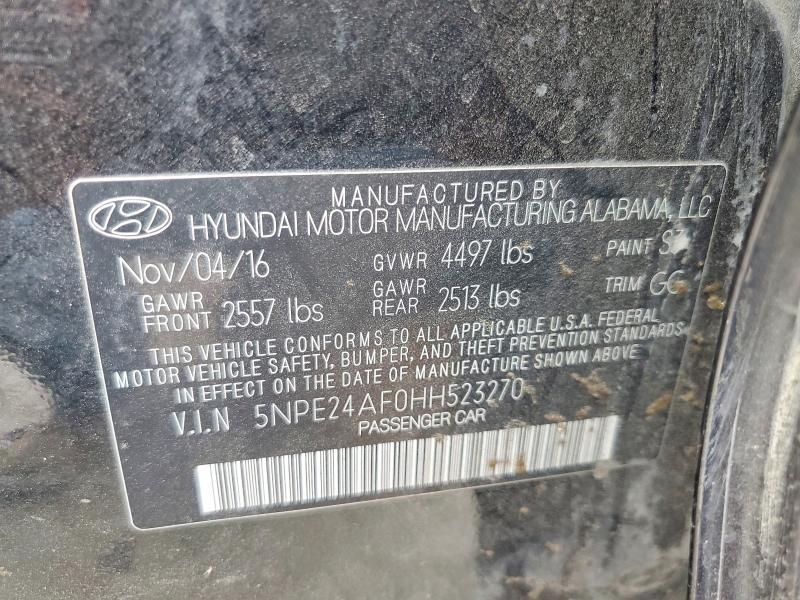 MANUFACTURED BY
HYUNDAI MOTOR MANUFACTURING ALABAMA, LLC
Nov/04/16 GVWR 4497 lbs PAINT S7
GAWR FRONT 2557 lbs GAWR REAR 2513 lbs TRIM GG
THIS VEHICLE CONFORMS TO ALL APPLICABLE U.S.A. FEDERAL
MOTOR VEHICLE SAFETY, BUMPER, AND THEFT PREVENTION STANDARDS
IN EFFECT ON THE DATE OF MANUFACTURE SHOWN ABOVE.
V.I.N 5NPE24AF0HH523270
PASSENGER CAR